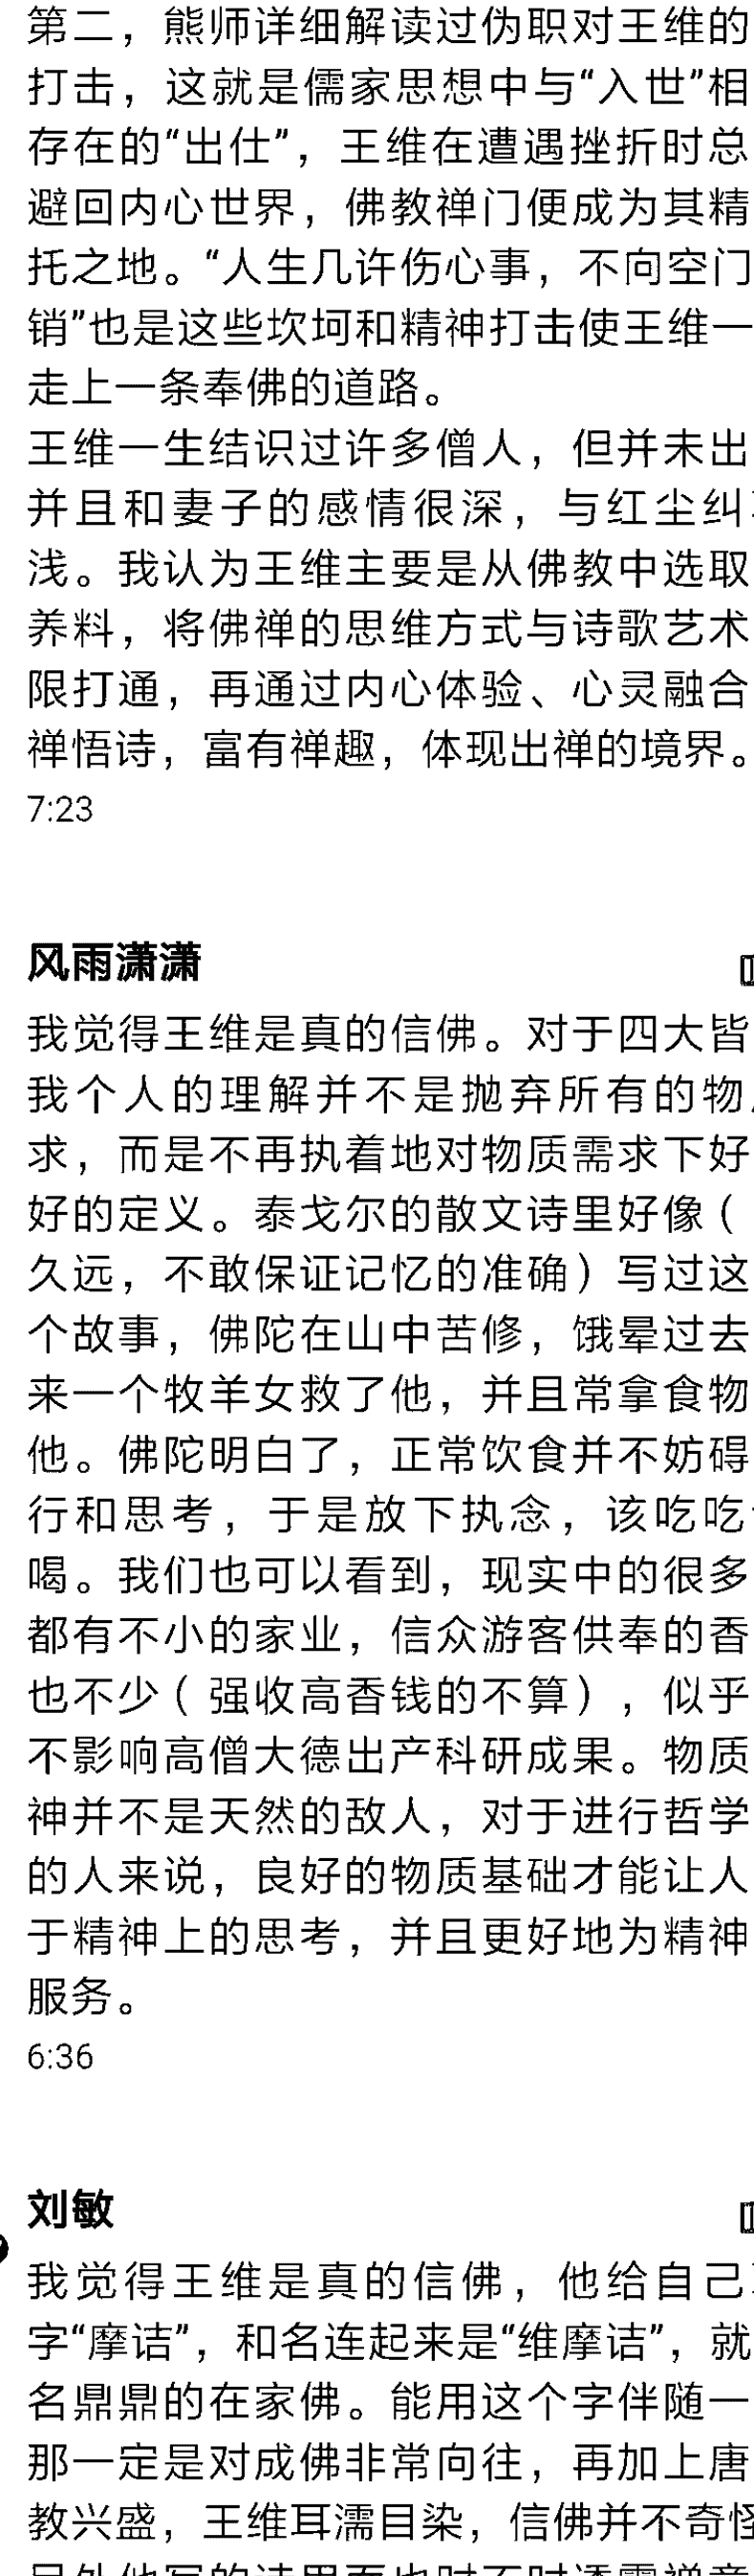 第二，熊师详细解读过伪职对王维的
打击，这就是儒家思想中与“入世”相
存在的“出仕”，王维在遭遇挫折时总
避回内心世界，佛教禅门便成为其精
托之地。“人生几许伤心事，不向空门
销”也是这些坎坷和精神打击使王维一
走上一条奉佛的道路。
王维一生结识过许多僧人，但并未出
并且和妻子的感情很深，与红尘纠
浅。我认为王维主要是从佛教中选取
养料，将佛禅的思维方式与诗歌艺术
限打通，再通过内心体验、心灵融合
禅悟诗，富有禅趣，体现出禅的境界。
7:23
风雨潇潇
我觉得王维是真的信佛。对于四大皆
我个人的理解并不是抛弃所有的物
求，而是不再执着地对物质需求下好
好的定义。泰戈尔的散文诗里好像（
久远，不敢保证记忆的准确）写过这
个故事，佛陀在山中苦修，饿晕过去
来一个牧羊女救了他，并且常拿食物
他。佛陀明白了，正常饮食并不妨碍
行和思考，于是放下执念，该吃吃
喝。我们也可以看到，现实中的很多
都有不小的家业，信众游客供奉的香
也不少（强收高香钱的不算），似乎
不影响高僧大德出产科研成果。物质
神并不是天然的敌人，对于进行哲学
的人来说，良好的物质基础才能让人
于精神上的思考，并且更好地为精神
服务。
6:36
刘敏
我觉得王维是真的信佛，他给自己
字“摩诘”，和名连起来是“维摩诘”，就
名鼎鼎的在家佛。能用这个字伴随一
那一定是对成佛非常向往，再加上唐
教兴盛，王维耳濡目染，信佛并不奇怪